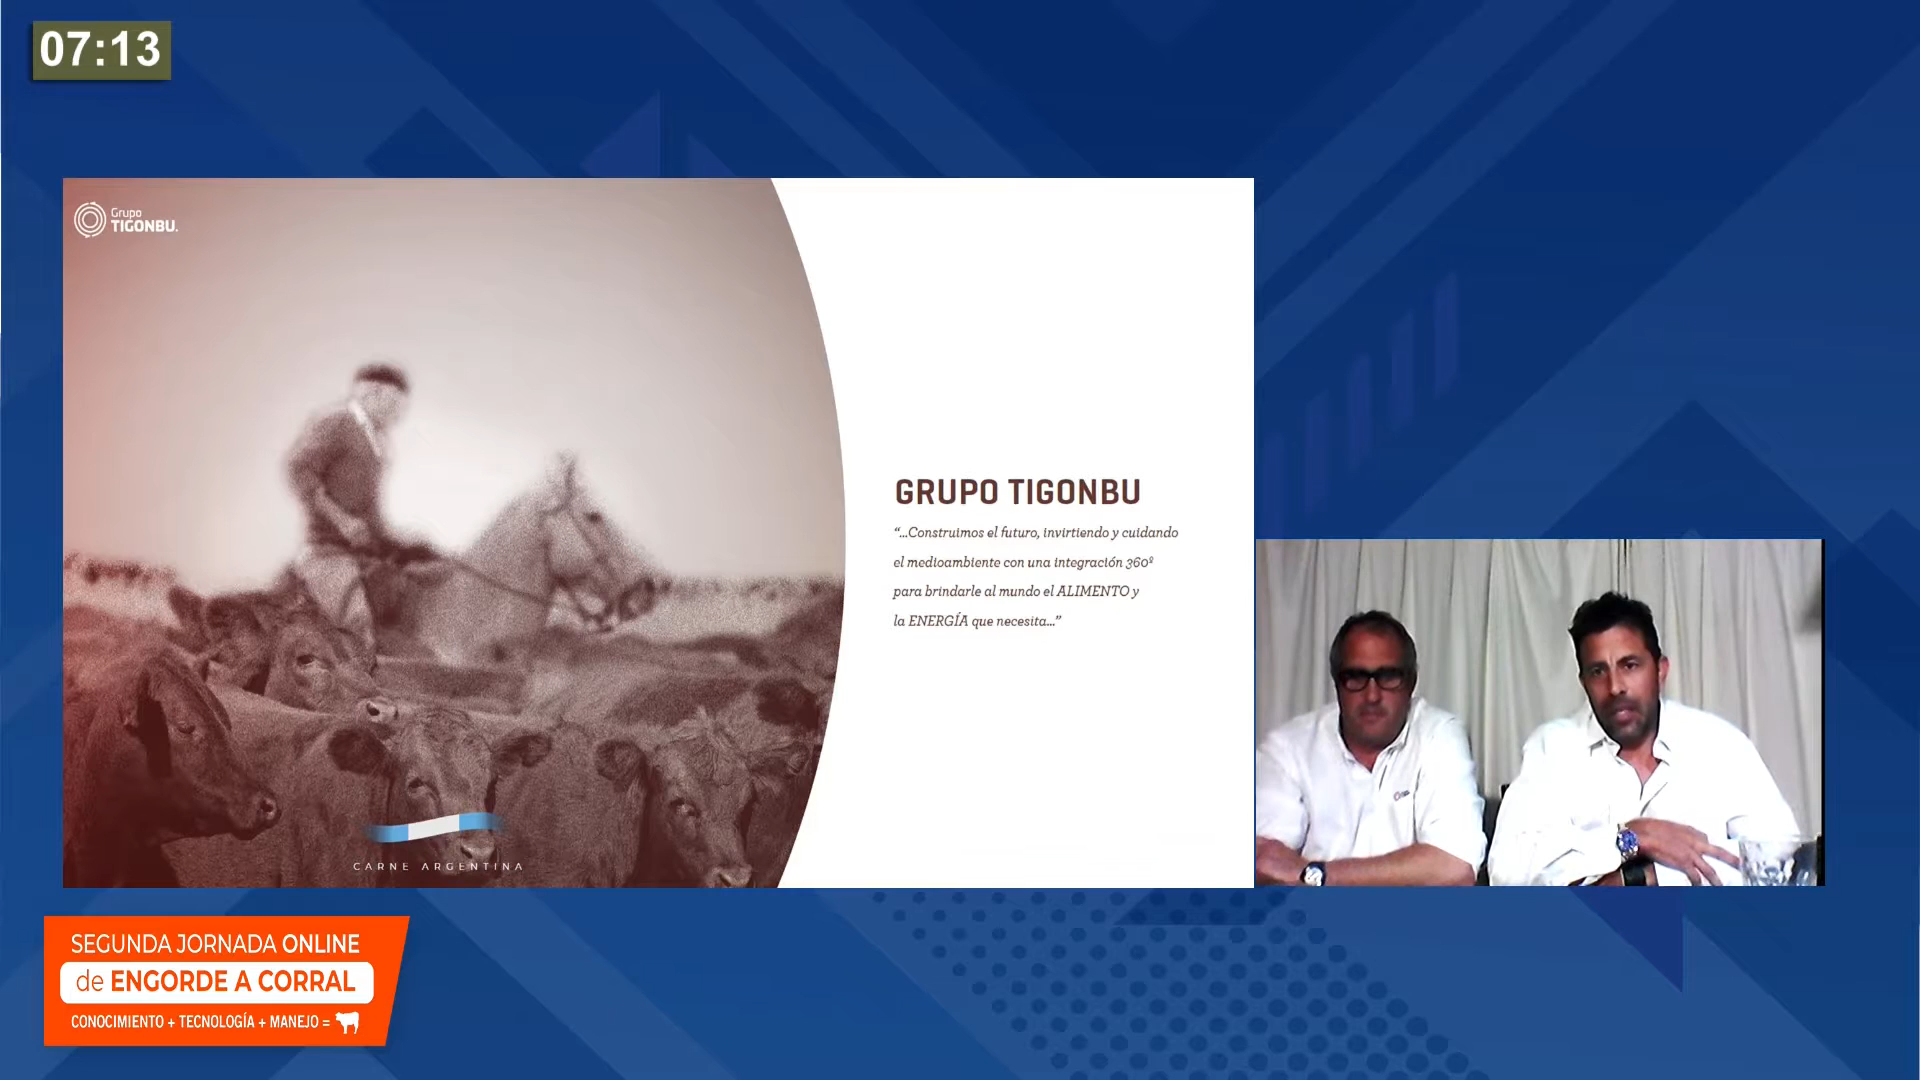 07:13
Grupo
TIGONBU.
GRUPO TIGONBU
“...Construimos el futuro, invirtiendo y cuidando
el medioambiente con una integración 360º
para brindarle al mundo el ALIMENTO y
la ENERGÍA que necesita...”
CARNE ARGENTINA
SEGUNDA JORNADA ONLINE
de ENGORDE A CORRAL
CONOCIMIENTO + TECNOLOGÍA + MANEJO =